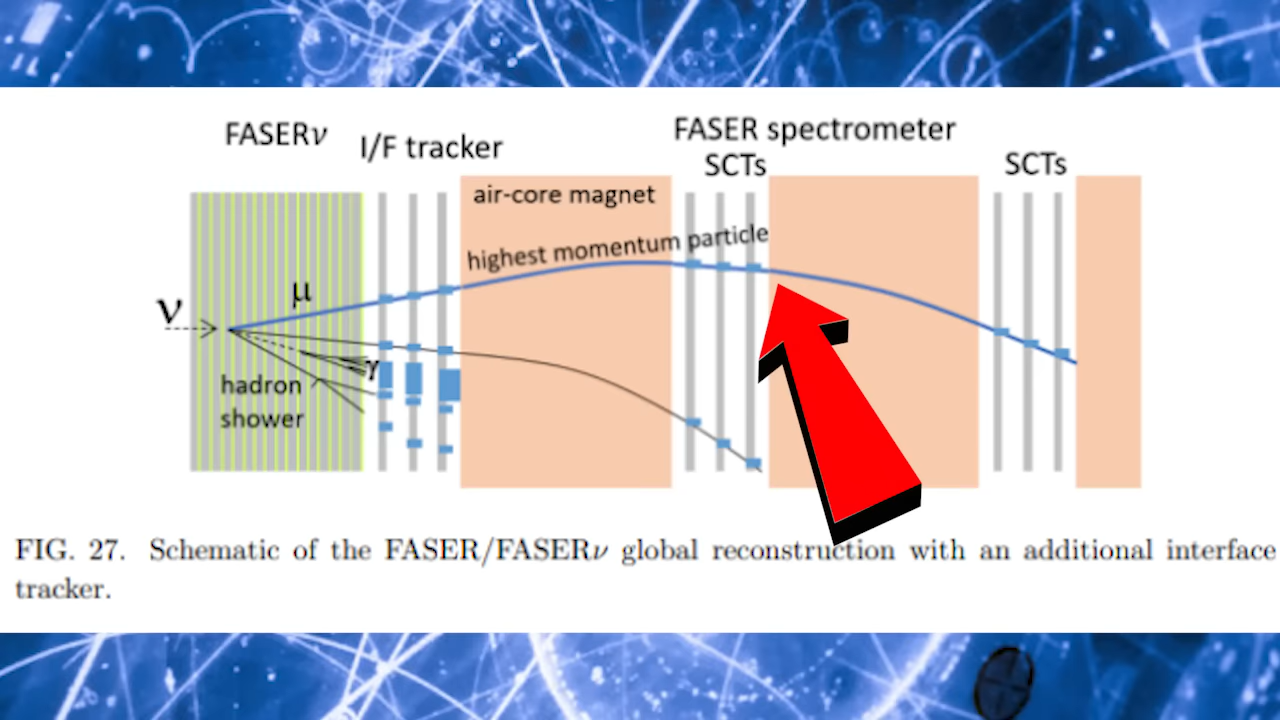 FASERν
I/F tracker
FASER spectrometer
SCTs
SCTs
air-core magnet
highest momentum particle
μ
ν
γ
hadron
shower
FIG. 27. Schematic of the FASER/FASERν global reconstruction with an additional interface
tracker.